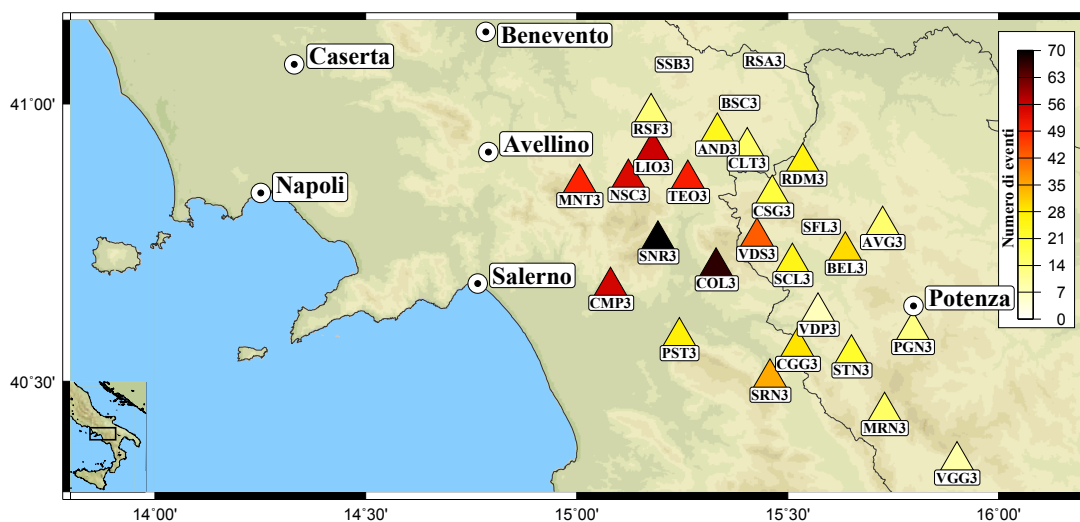 Benevento
Caserta
SSB3
RSA3
70
63
56
49
42
35
28
21
14
7
0
Numero di eventi
41°00'
BSC3
RSF3
Avellino
AND3
CLT3
LIO3
RDM3
Napoli
MNT3
NSC3
TEO3
CSG3
SFL3
AVG3
SNR3
VDS3
BEL3
Salerno
COL3
SCL3
CMP3
Potenza
VDP3
PST3
PGN3
CGG3
STN3
40°30'
SRN3
MRN3
VGG3
14°00'
14°30'
15°00'
15°30'
16°00'